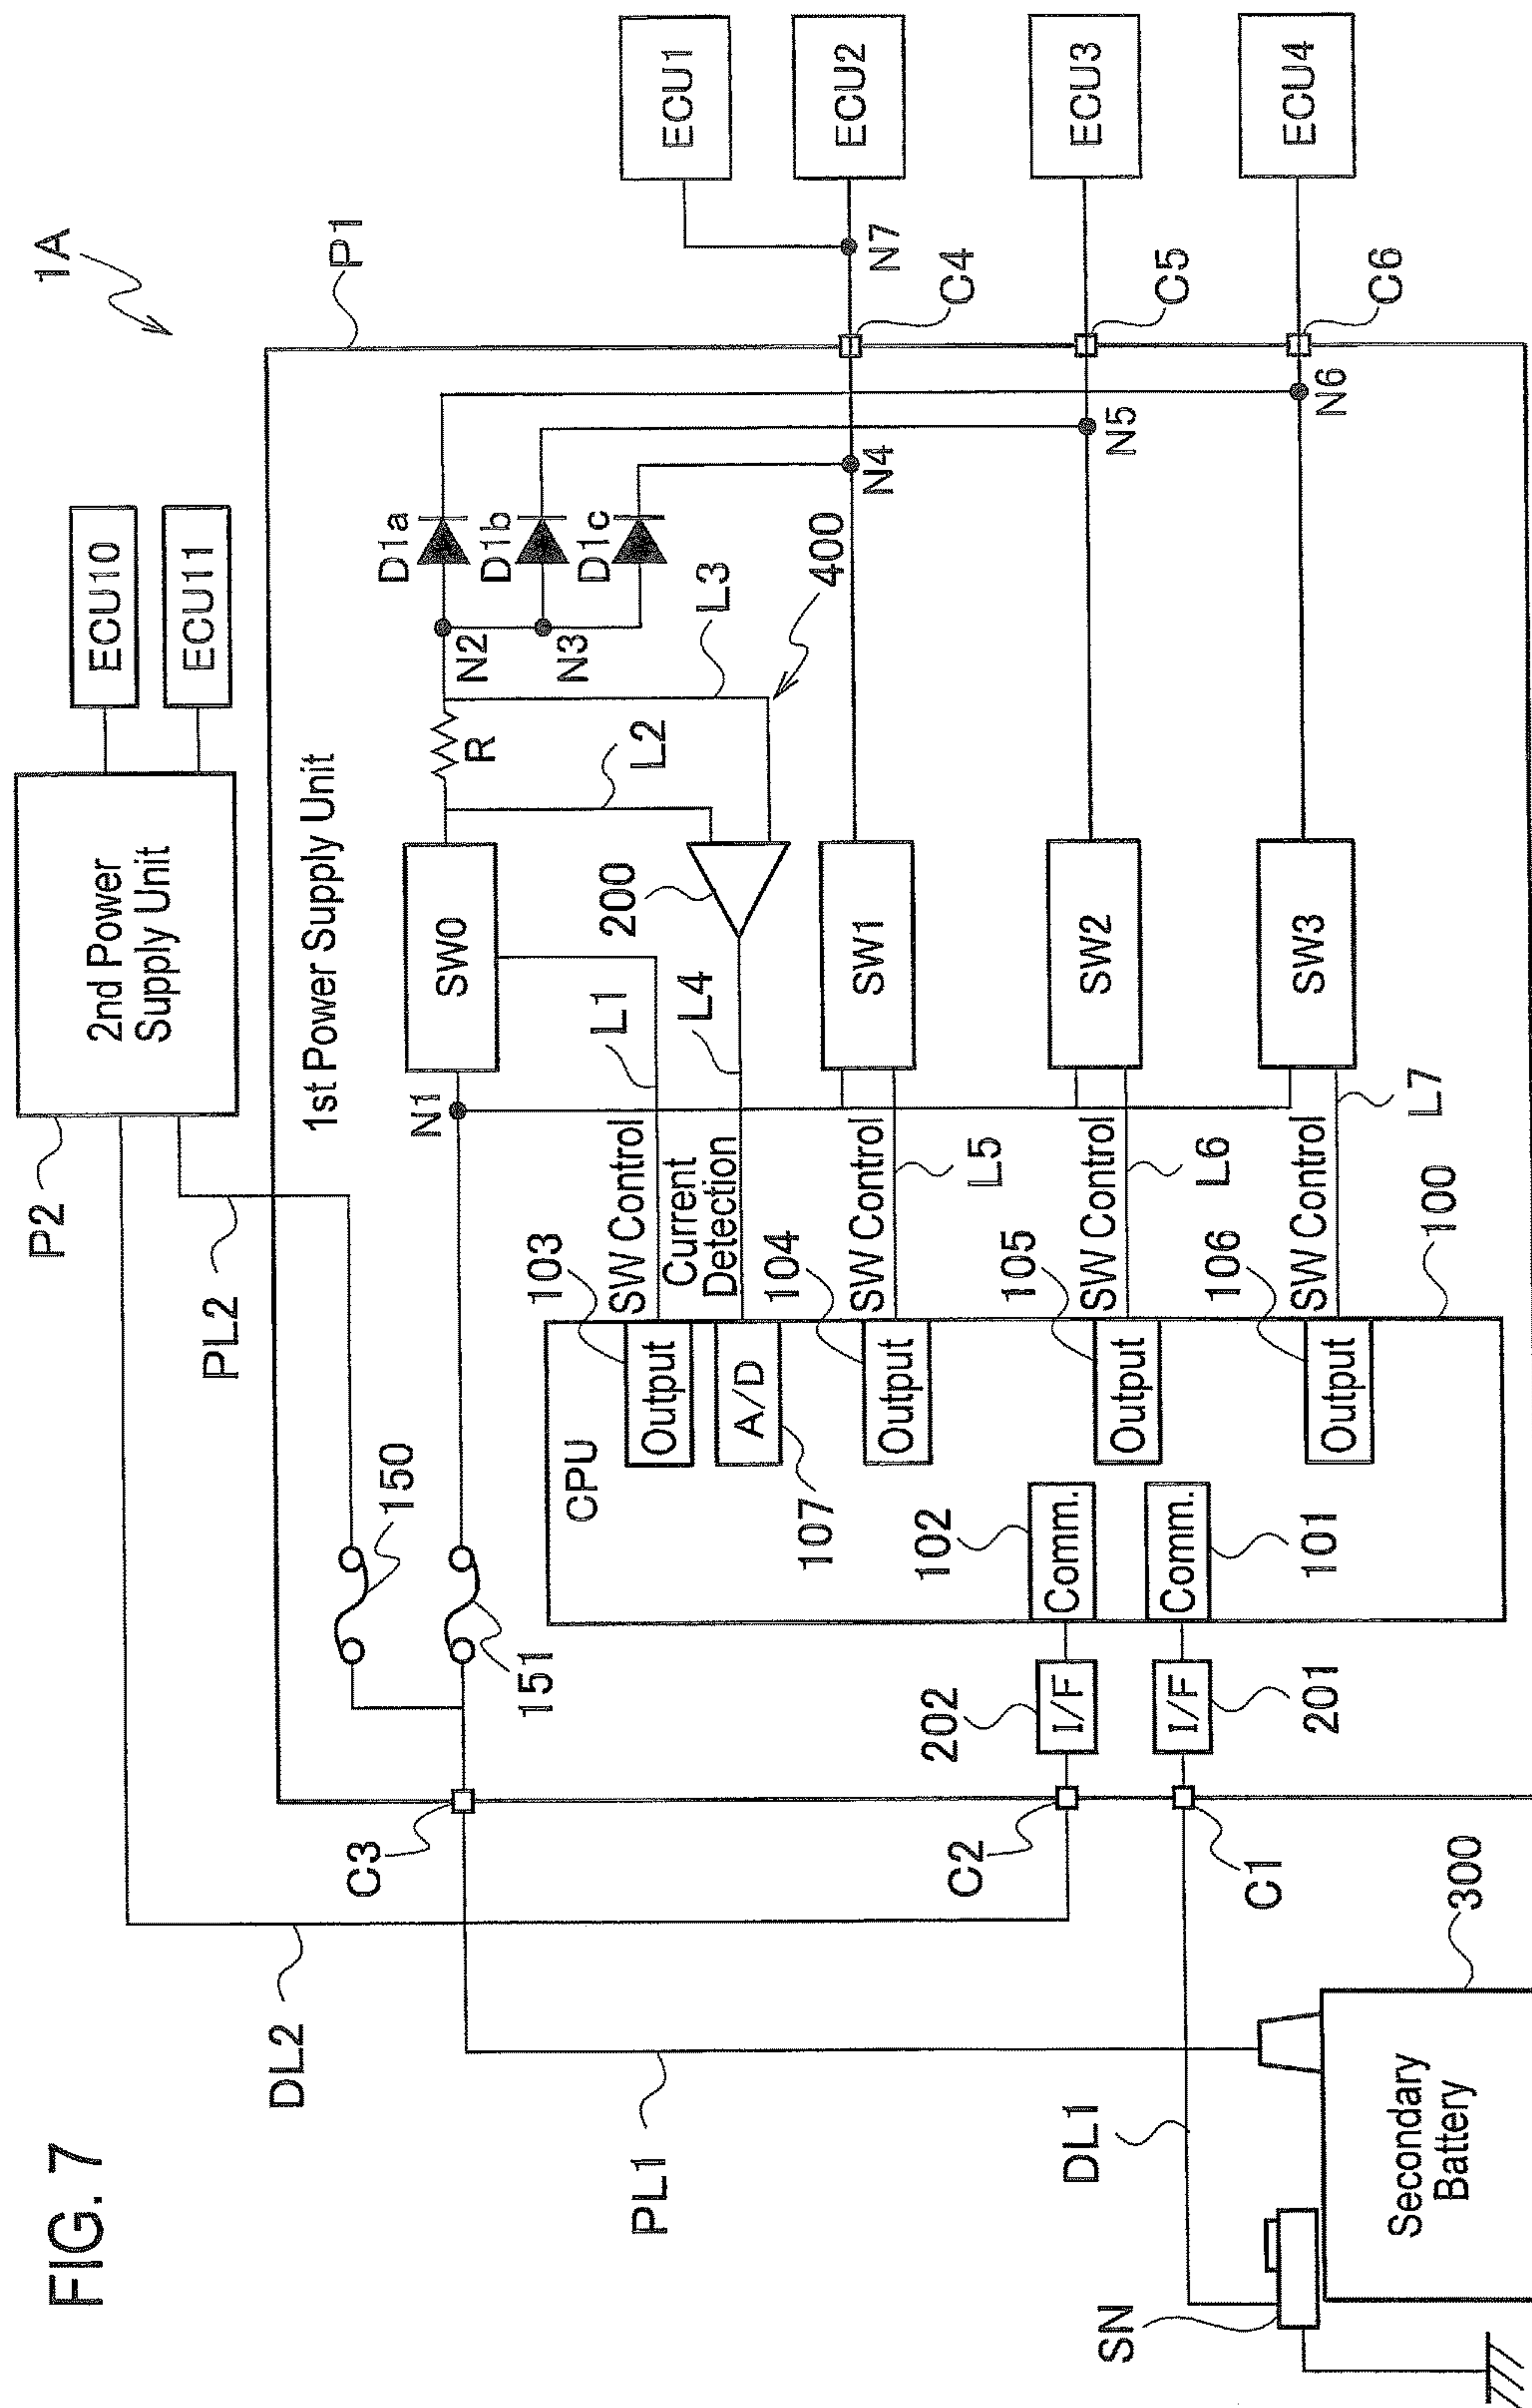 FIG. 7
1A
P2
2nd Power
Supply Unit
ECU10
ECU11
PL2
DL2
1st Power Supply Unit
P1
150
151
C3
PL1
N1
SW0
R
N2
N3
D1a
D1b
D1c
L2
L3
400
200
L1
L4
CPU
103
Output
SW Control
A/D
Current
Detection
107
104
Output
SW Control
L5
SW1
N4
C4
N7
ECU1
ECU2
105
Output
SW Control
L6
SW2
N5
C5
ECU3
106
Output
SW Control
L7
SW3
N6
C6
ECU4
100
102
Comm.
101
Comm.
202
I/F
201
I/F
C2
C1
DL1
SN
Secondary
Battery
300